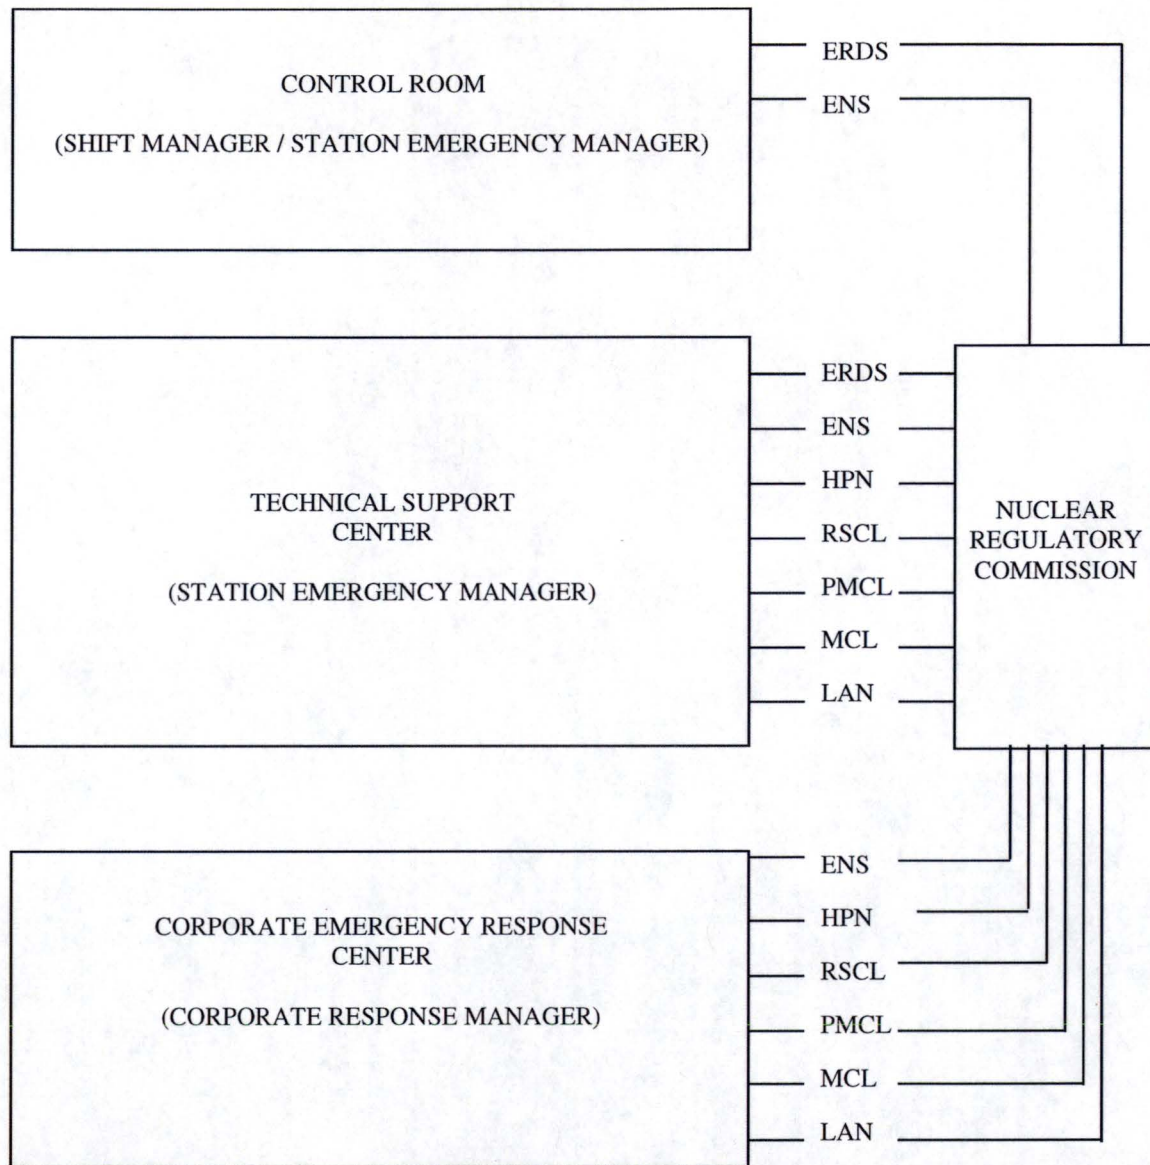 CONTROL ROOM
(SHIFT MANAGER / STATION EMERGENCY MANAGER)
ERDS
ENS
TECHNICAL SUPPORT
CENTER
(STATION EMERGENCY MANAGER)
ERDS
ENS
HPN
RSCL
PMCL
MCL
LAN
NUCLEAR
REGULATORY
COMMISSION
CORPORATE EMERGENCY RESPONSE
CENTER
(CORPORATE RESPONSE MANAGER)
ENS
HPN
RSCL
PMCL
MCL
LAN